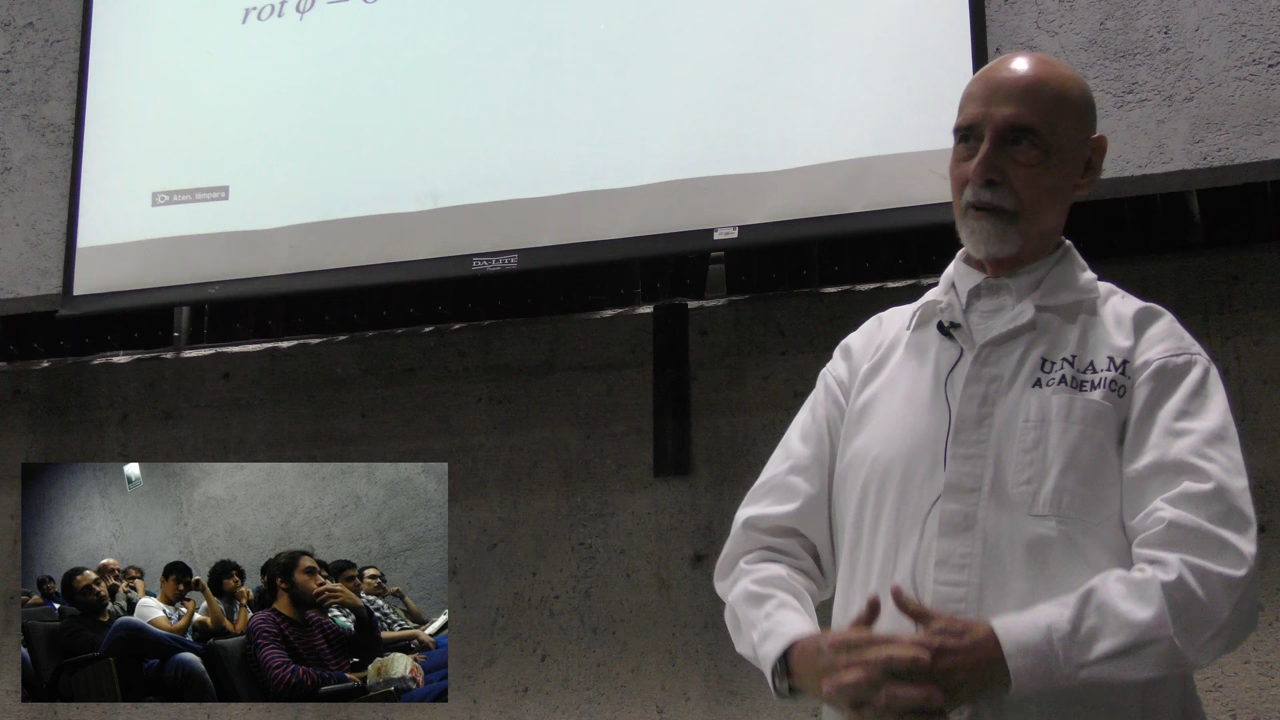 rot φ =
Aten. lámpara
DA-LITE
U.N.A.M.
ACADEMICO